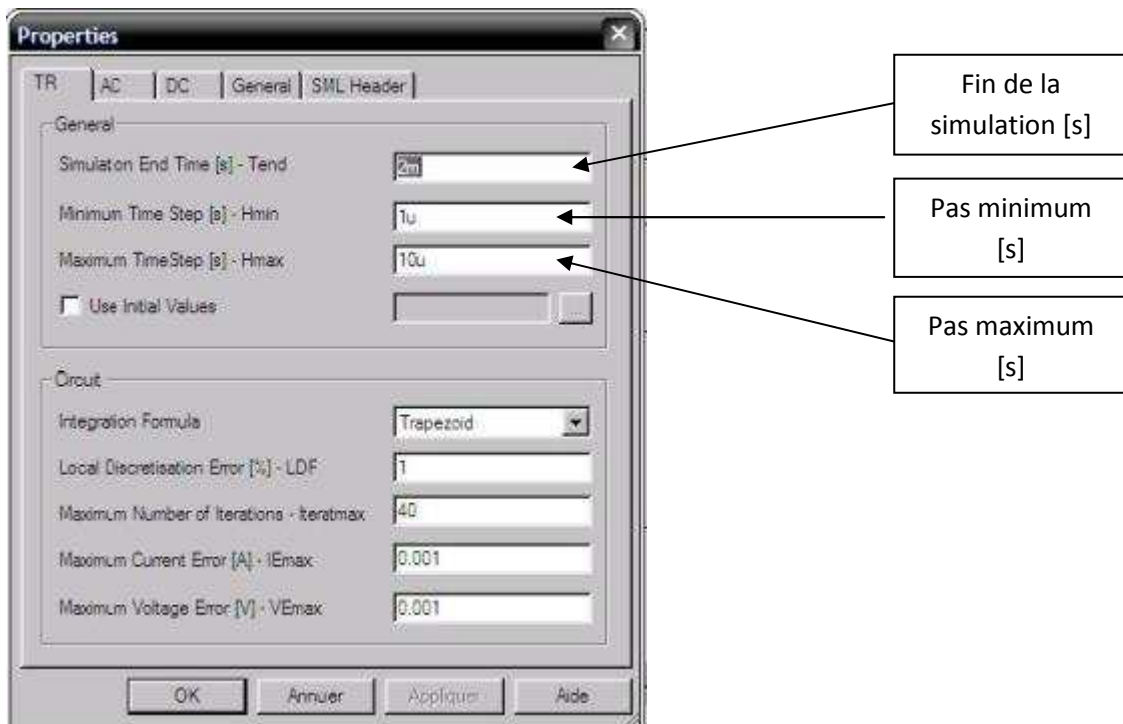 Properties
TR AC DC General SML Header
General
Simulaton End Time [s] - Tend
Minimum Time Step [s] - Hmin 1u
Maximum TimeStep [s] - Hmax 10u
Use Initial Values ...
Circuit
Integration Formula Trapezoid
Local Discretisation Error [%] - LDF 1
Maximum Number of Iterations - Iteratmax 40
Maximum Current Error [A] - IEmax 0.001
Maximum Voltage Error [V] - VEmax 0.001
OK Annuer Appliquer Aide
Fin de la
simulation [s]
Pas minimum
[s]
Pas maximum
[s]